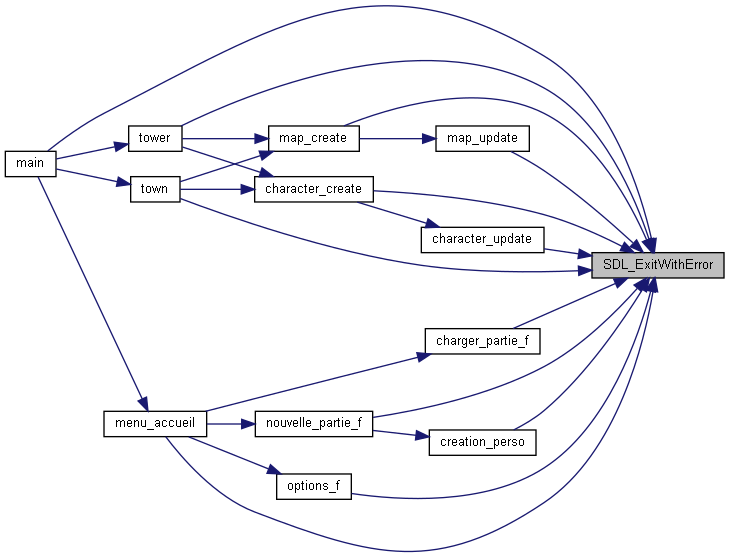 main
tower
town
map_create
character_create
map_update
character_update
SDL_ExitWithError
charger_partie_f
menu_accueil
nouvelle_partie_f
creation_perso
options_f